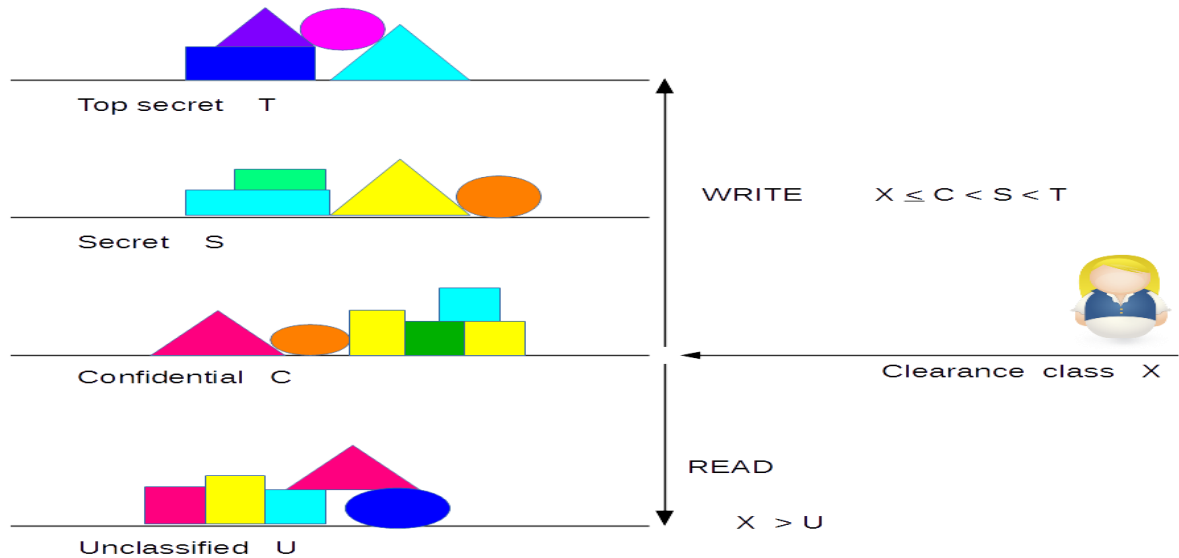 Top secret T
WRITE X ≤ C < S < T
Secret S
Confidential C
Clearance class X
READ
X > U
Unclassified U